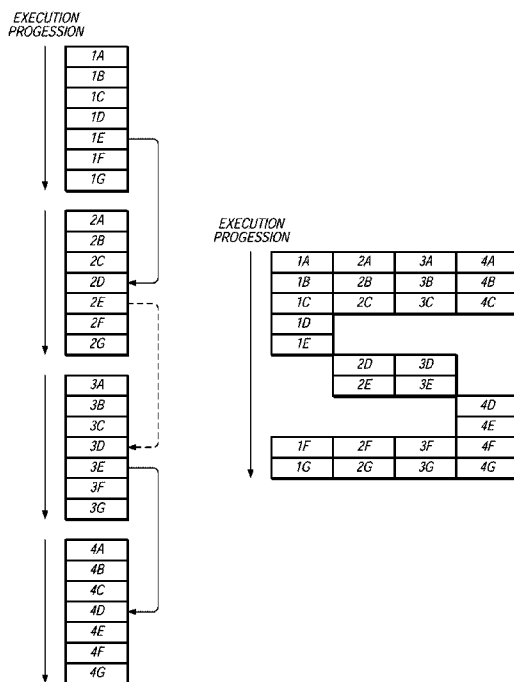 EXECUTION
PROGESSION
1A
1B
1C
1D
1E
1F
1G
2A
2B
2C
2D
2E
2F
2G
3A
3B
3C
3D
3E
3F
3G
4A
4B
4C
4D
4E
4F
4G
EXECUTION
PROGESSION
1A 2A 3A 4A
1B 2B 3B 4B
1C 2C 3C 4C
1D
1E
2D 3D
2E 3E
4D
4E
1F 2F 3F 4F
1G 2G 3G 4G